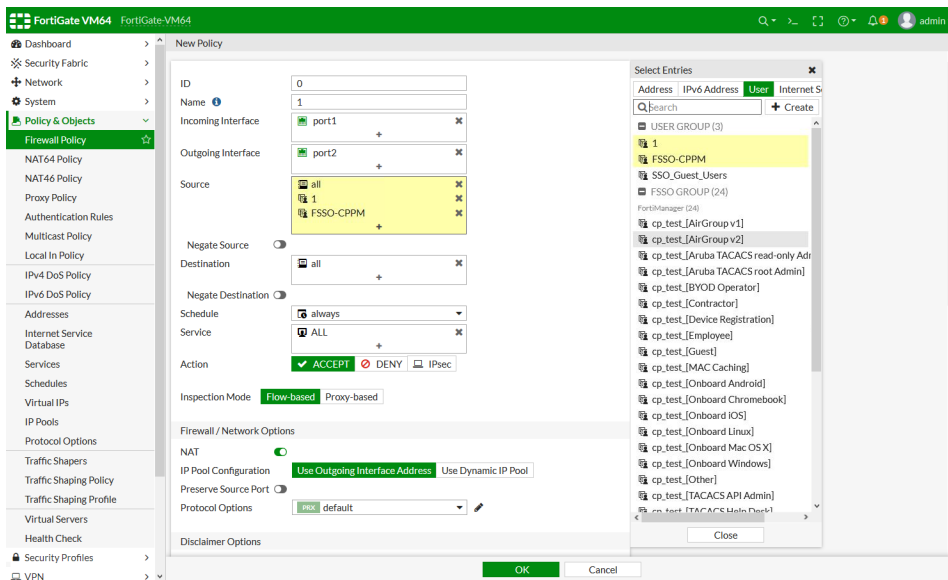 FortiGate VM64 FortiGate-VM64
admin
Dashboard
Security Fabric
Network
System
Policy & Objects
Firewall Policy
NAT64 Policy
NAT46 Policy
Proxy Policy
Authentication Rules
Multicast Policy
Local In Policy
IPv4 DoS Policy
IPv6 DoS Policy
Addresses
Internet Service
Database
Services
Schedules
Virtual IPs
IP Pools
Protocol Options
Traffic Shapers
Traffic Shaping Policy
Traffic Shaping Profile
Virtual Servers
Health Check
Security Profiles
VPN
New Policy
ID 0
Name 1
Incoming Interface port1
+
Outgoing Interface port2
+
Source all
1
FSSO-CPPM
+
Negate Source
Destination all
+
Negate Destination
Schedule always
Service ALL
+
Action ACCEPT DENY IPsec
Inspection Mode Flow-based Proxy-based
Firewall / Network Options
NAT
IP Pool Configuration Use Outgoing Interface Address Use Dynamic IP Pool
Preserve Source Port
Protocol Options PRX default
Disclaimer Options
OK Cancel
Select Entries
Address IPv6 Address User Internet S
Search + Create
USER GROUP (3)
1
FSSO-CPPM
SSO_Guest_Users
FSSO GROUP (24)
FortiManager (24)
cp_test_[AirGroup v1]
cp_test_[AirGroup v2]
cp_test_[Aruba TACACS read-only Adr
cp_test_[Aruba TACACS root Admin]
cp_test_[BYOD Operator]
cp_test_[Contractor]
cp_test_[Device Registration]
cp_test_[Employee]
cp_test_[Guest]
cp_test_[MAC Caching]
cp_test_[Onboard Android]
cp_test_[Onboard Chromebook]
cp_test_[Onboard iOS]
cp_test_[Onboard Linux]
cp_test_[Onboard Mac OS X]
cp_test_[Onboard Windows]
cp_test_[Other]
cp_test_[TACACS API Admin]
cp_test_[TACACS Help Desk]
Close